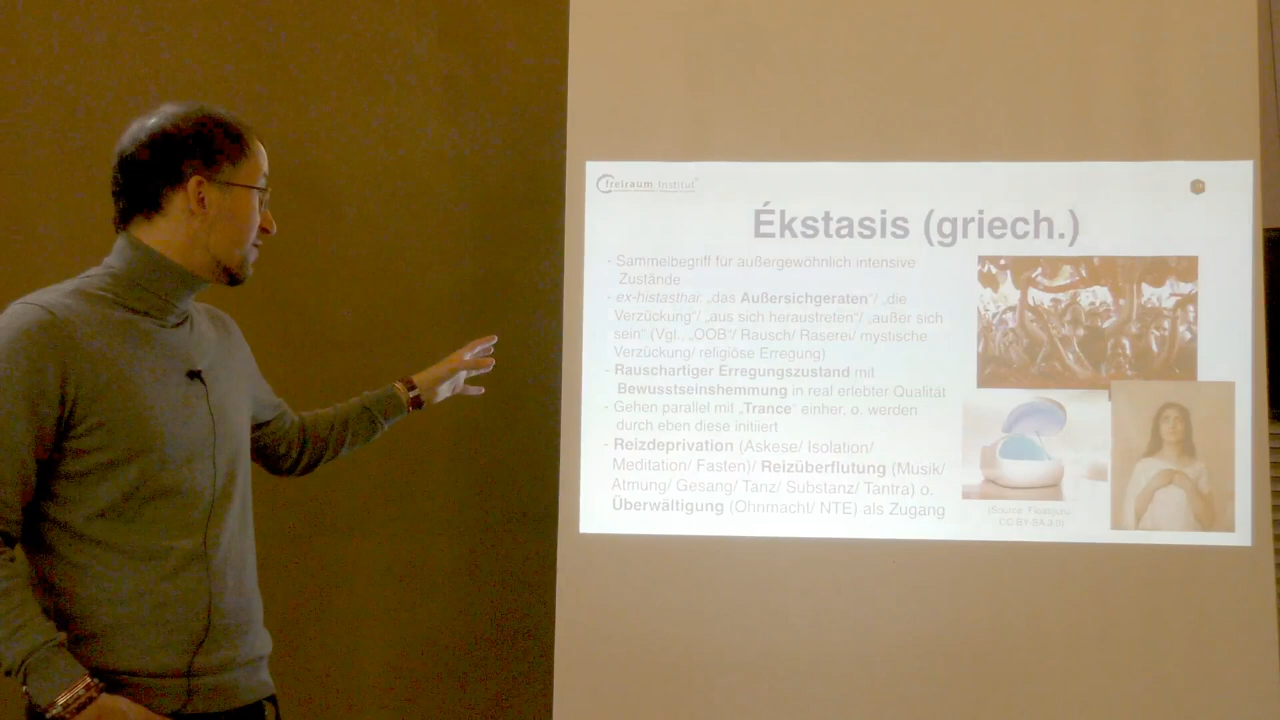 freiraum Institut
Ékstasis (griech.)
- Sammelbegriff für außergewöhnlich intensive
Zustände
- ex-histasthai: „das Außersichgeraten“/ „die
Verzückung“/ „aus sich heraustreten“/ „außer sich
sein“ (Vgl. „OOB“/ Rausch/ Raserei/ mystische
Verzückung/ religiöse Erregung)
- Rauschartiger Erregungszustand mit
Bewusstseinshemmung in real erlebter Qualität
- Gehen parallel mit „Trance“ einher, o. werden
durch eben diese initiiert
- Reizdeprivation (Askese/ Isolation/
Meditation/ Fasten)/ Reizüberflutung (Musik/
Atmung/ Gesang/ Tanz/ Substanz/ Tantra) o.
Überwältigung (Ohnmacht/ NTE) als Zugang
(Source:
CC BY-SA 3.0)